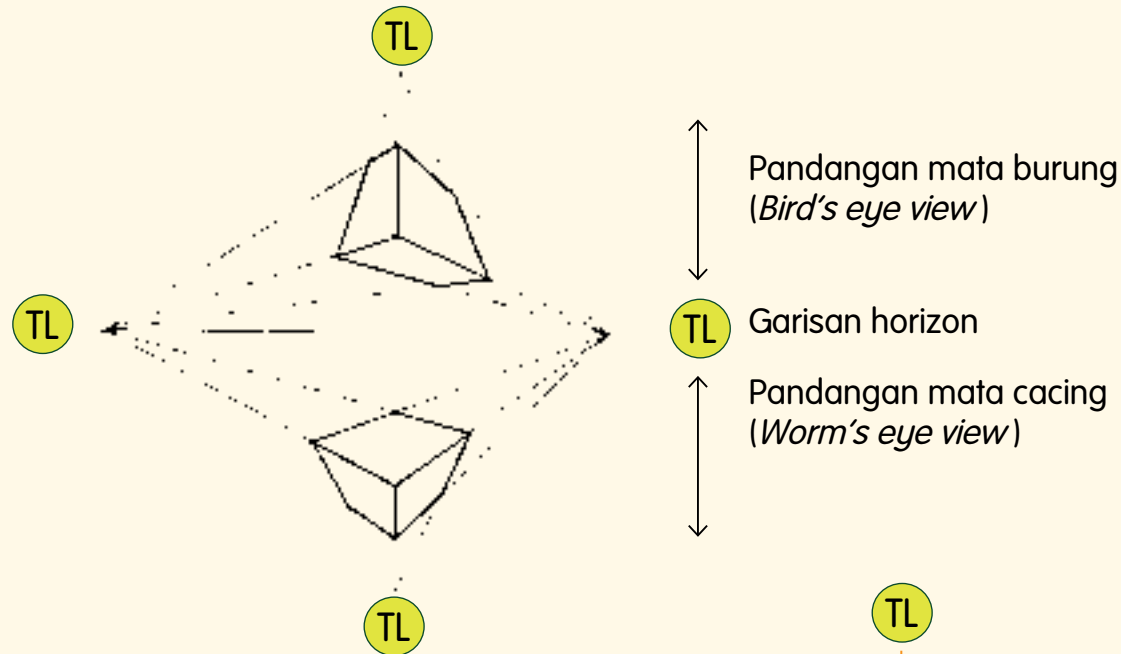 TL
Pandangan mata burung
(Bird's eye view)
TL
TL Garisan horizon
Pandangan mata cacing
(Worm's eye view)
TL
TL